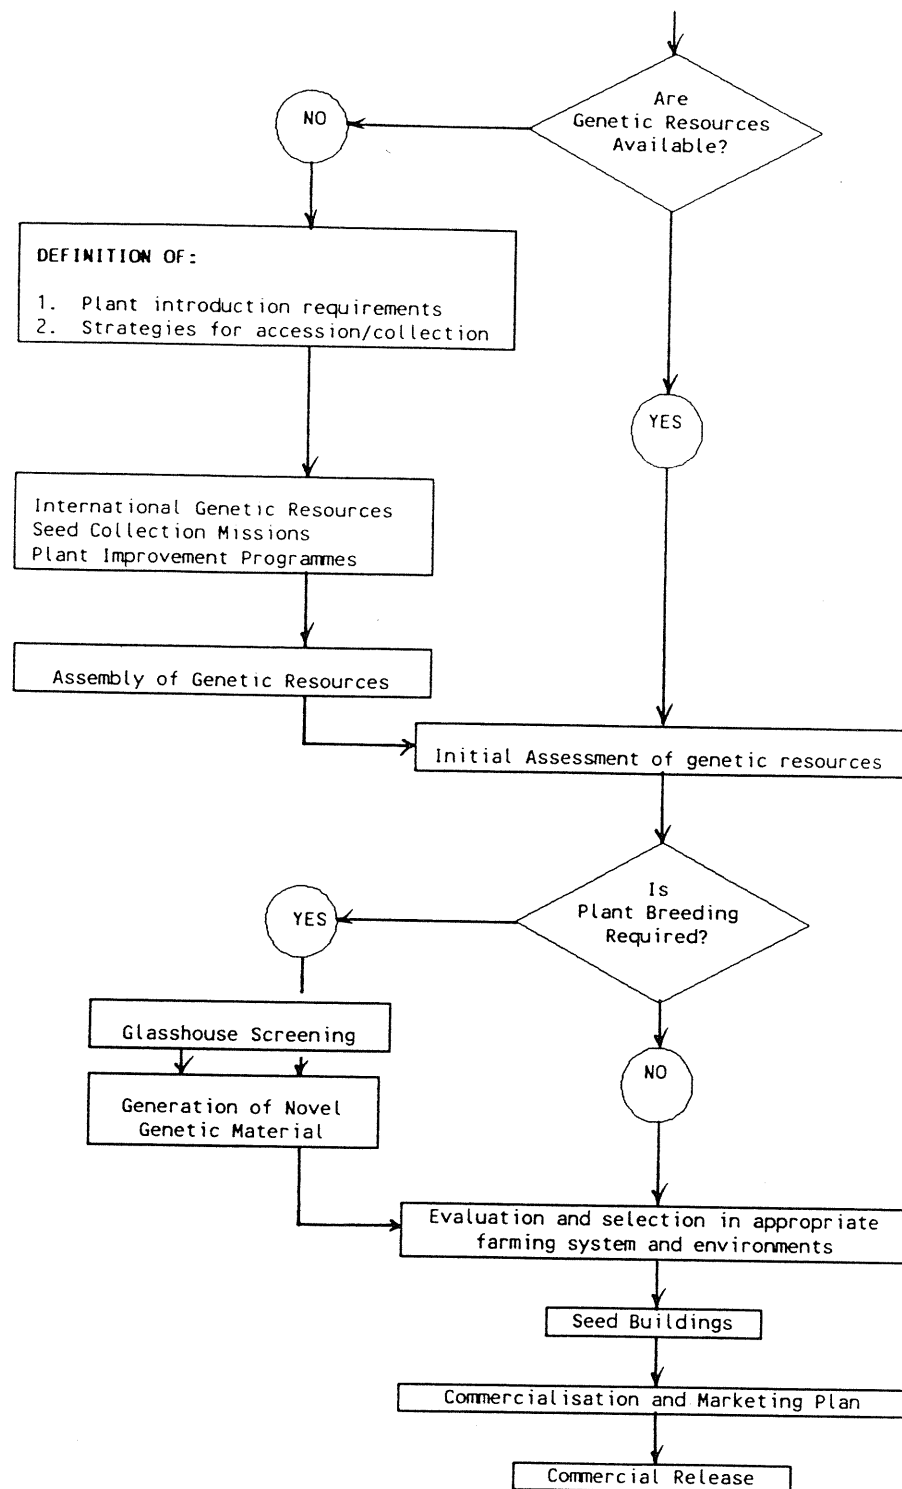 Are
Genetic Resources
Available?
NO
DEFINITION OF:
1. Plant introduction requirements
2. Strategies for accession/collection
YES
International Genetic Resources
Seed Collection Missions
Plant Improvement Programmes
Assembly of Genetic Resources
Initial Assessment of genetic resources
Is
Plant Breeding
Required?
YES
Glasshouse Screening
NO
Generation of Novel
Genetic Material
Evaluation and selection in appropriate
farming system and environments
Seed Buildings
Commercialisation and Marketing Plan
Commercial Release